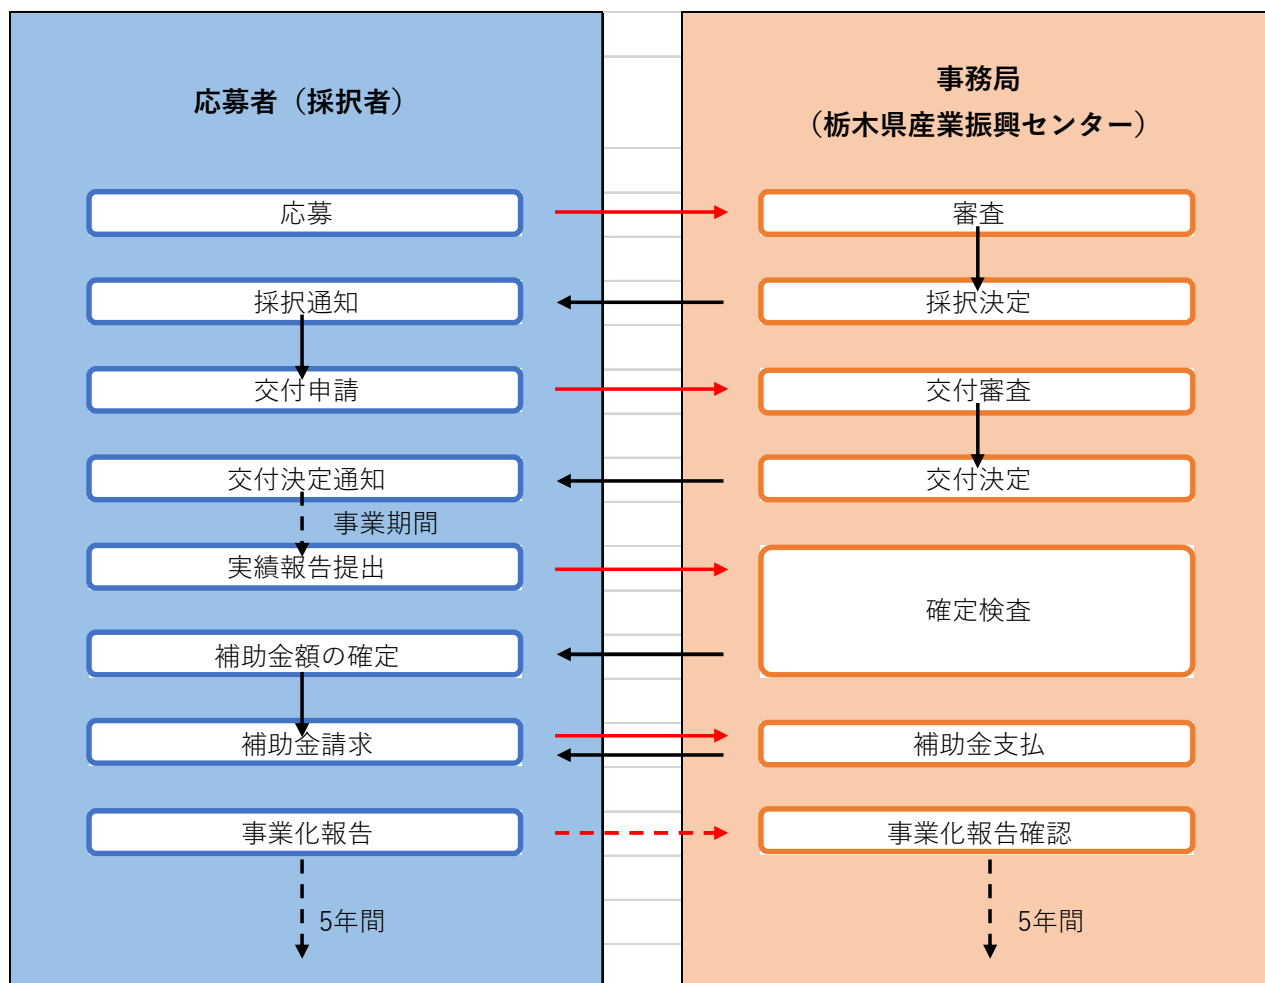 応募者（採択者）
事務局
（栃木県産業振興センター）
応募
審査
採択通知
採択決定
交付申請
交付審査
交付決定通知
交付決定
事業期間
実績報告提出
確定検査
補助金額の確定
補助金請求
補助金支払
事業化報告
事業化報告確認
5年間
5年間